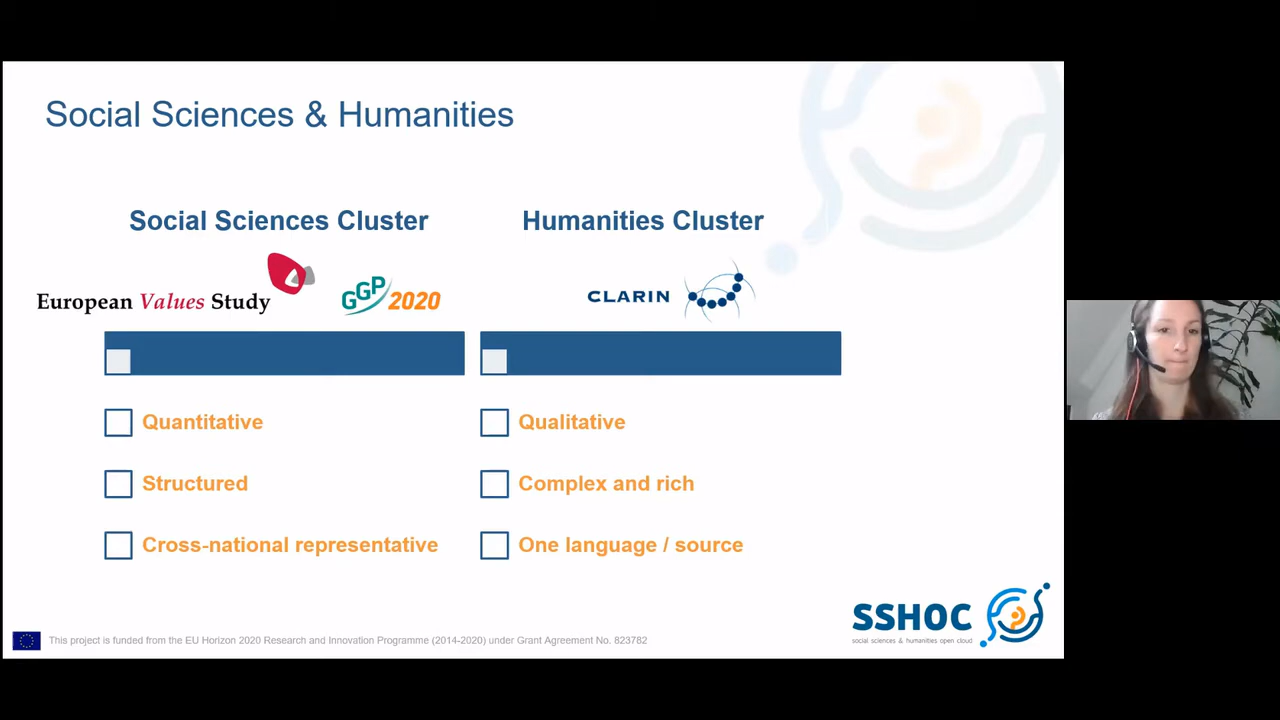 Social Sciences & Humanities
Social Sciences Cluster
Humanities Cluster
European Values Study
GGP 2020
CLARIN
Quantitative
Qualitative
Structured
Complex and rich
Cross-national representative
One language / source
SSHOC
social sciences & humanities open cloud
This project is funded from the EU Horizon 2020 Research and Innovation Programme (2014-2020) under Grant Agreement No. 823782